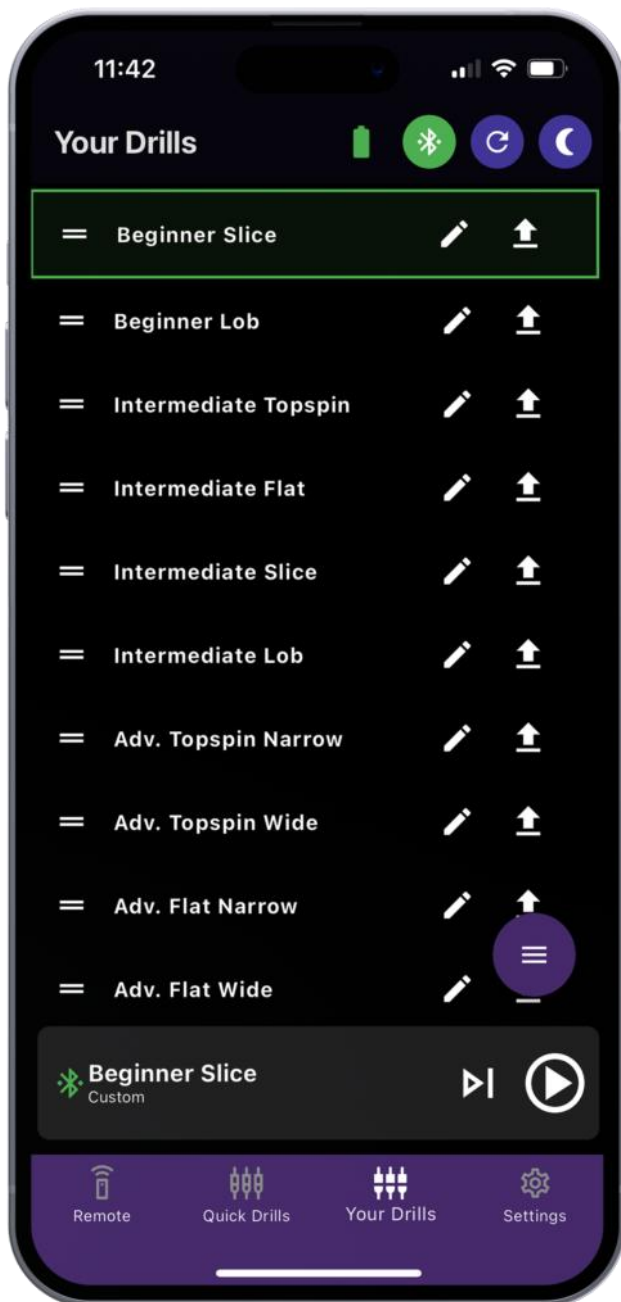 11:42
Your Drills
Beginner Slice
Beginner Lob
Intermediate Topspin
Intermediate Flat
Intermediate Slice
Intermediate Lob
Adv. Topspin Narrow
Adv. Topspin Wide
Adv. Flat Narrow
Adv. Flat Wide
Beginner Slice
Custom
Remote Quick Drills Your Drills Settings